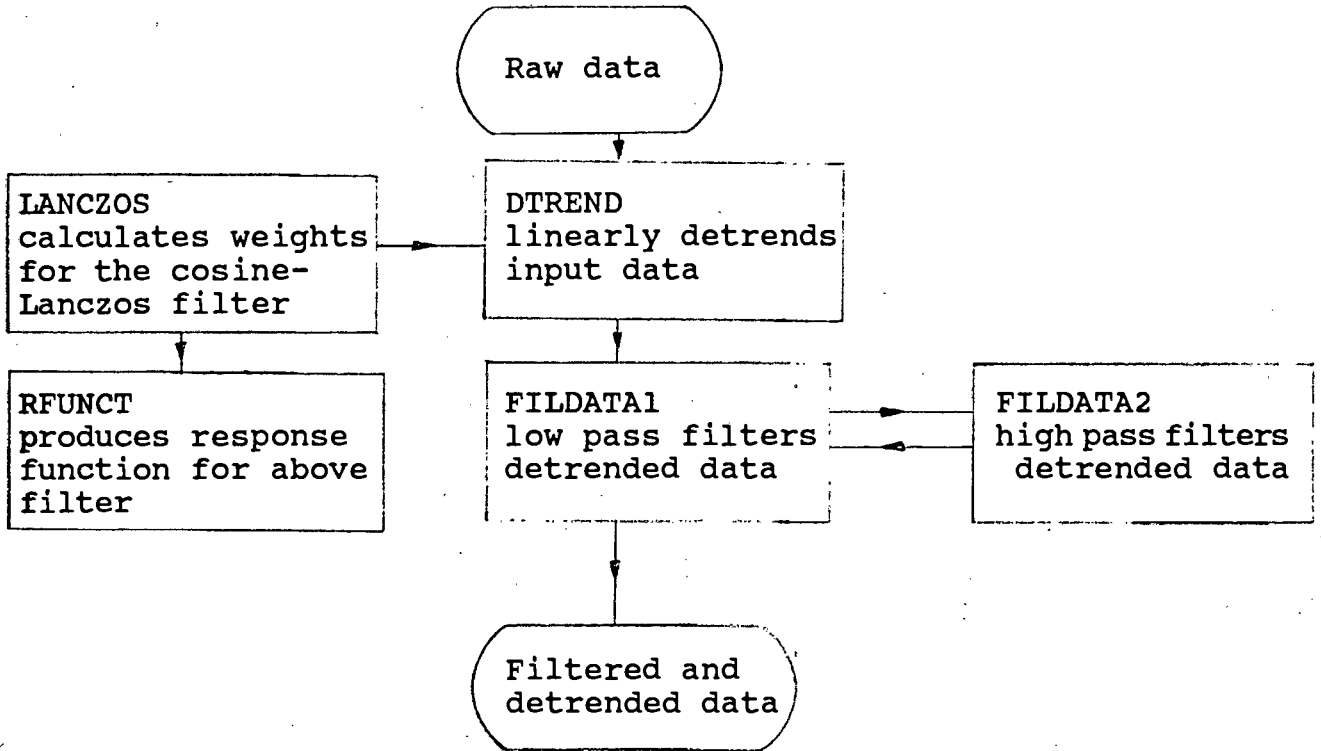 Raw data
LANCZOS
calculates weights
for the cosine-
Lanczos filter
DTREND
linearly detrends
input data
RFUNCT
produces response
function for above
filter
FILDATA1
low pass filters
detrended data
FILDATA2
high pass filters
detrended data
Filtered and
detrended data